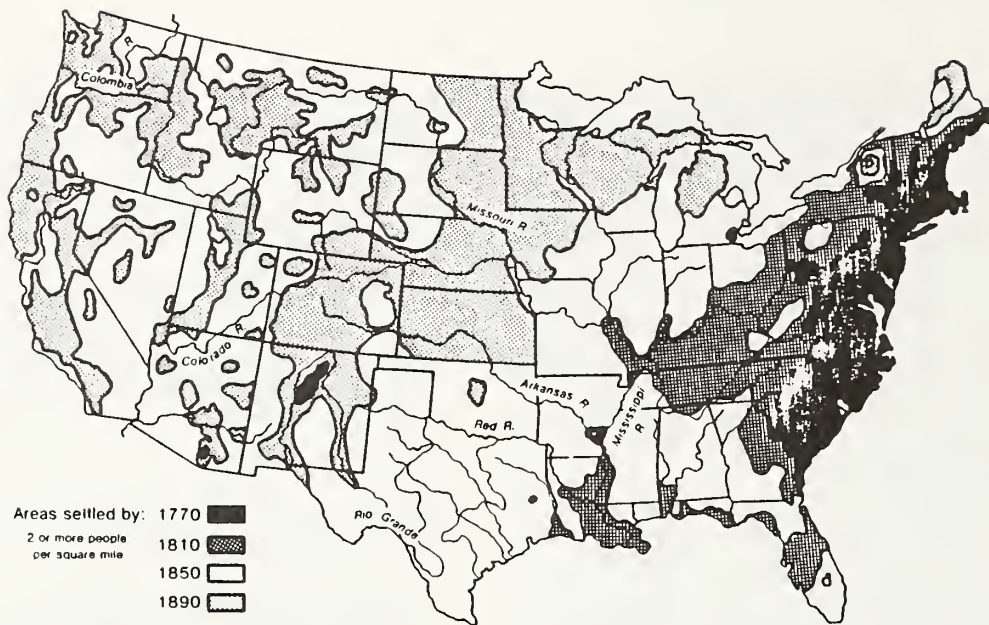 Colombia
R.
Missouri R.
Colorado
R.
Arkansas R.
Mississippi
R.
Red R.
Rio Grande
Areas settled by: 1770
2 or more people
per square mile
1810
1850
1890